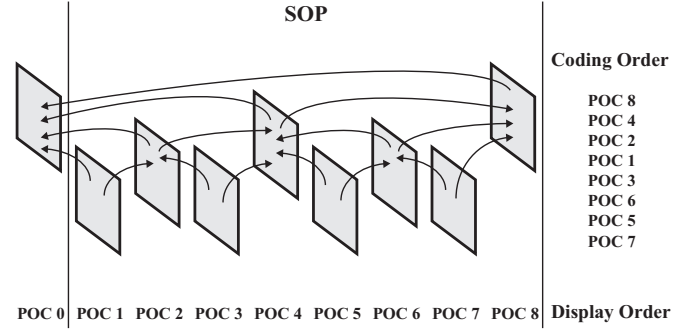 SOP
Coding Order
POC 8
POC 4
POC 2
POC 1
POC 3
POC 6
POC 5
POC 7
POC 0 POC 1 POC 2 POC 3 POC 4 POC 5 POC 6 POC 7 POC 8 Display Order